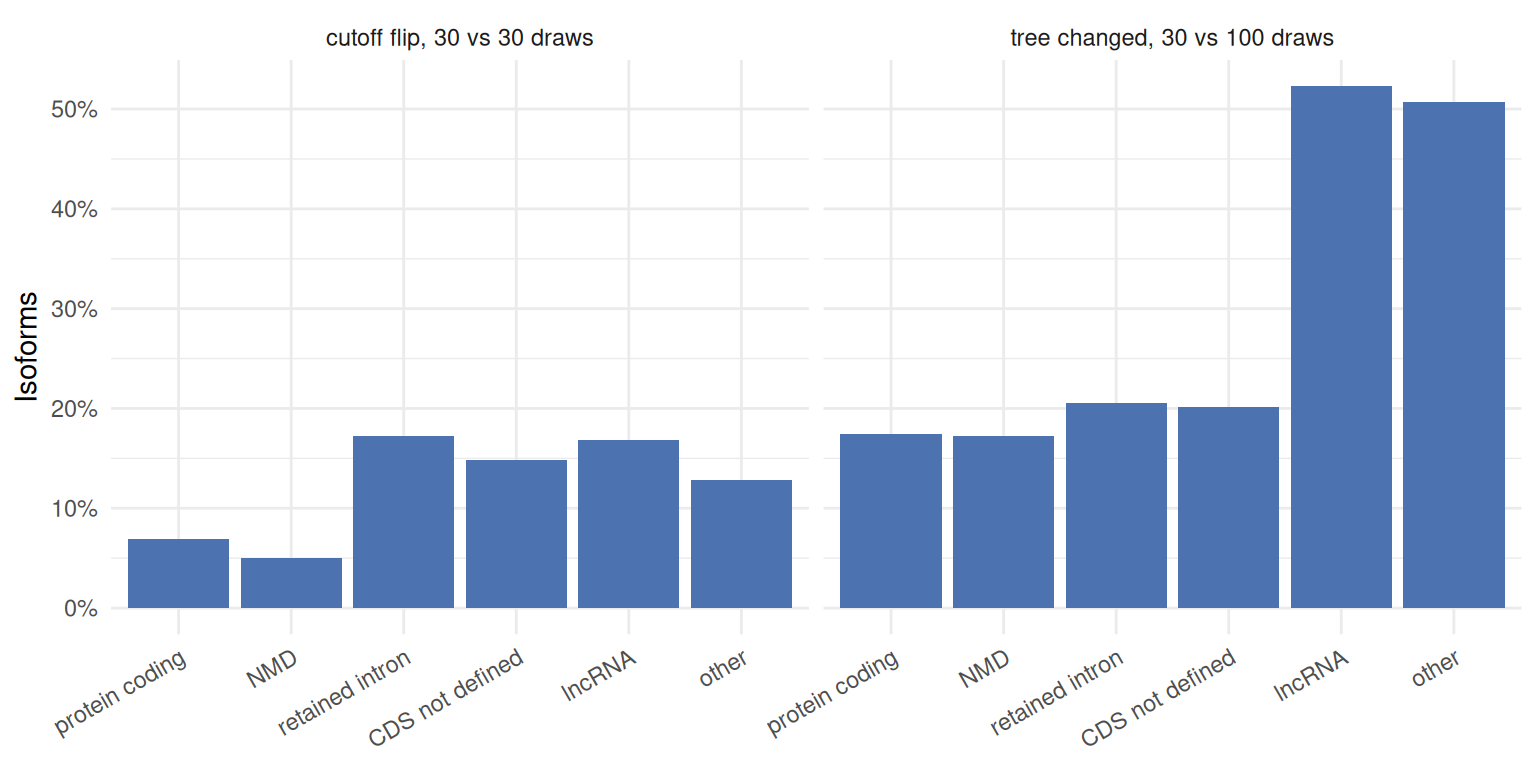 cutoff flip, 30 vs 30 draws
tree changed, 30 vs 100 draws
Isoforms
50%
40%
30%
20%
10%
0%
protein coding
NMD
retained intron
CDS not defined
lncRNA
other
protein coding
NMD
retained intron
CDS not defined
lncRNA
other